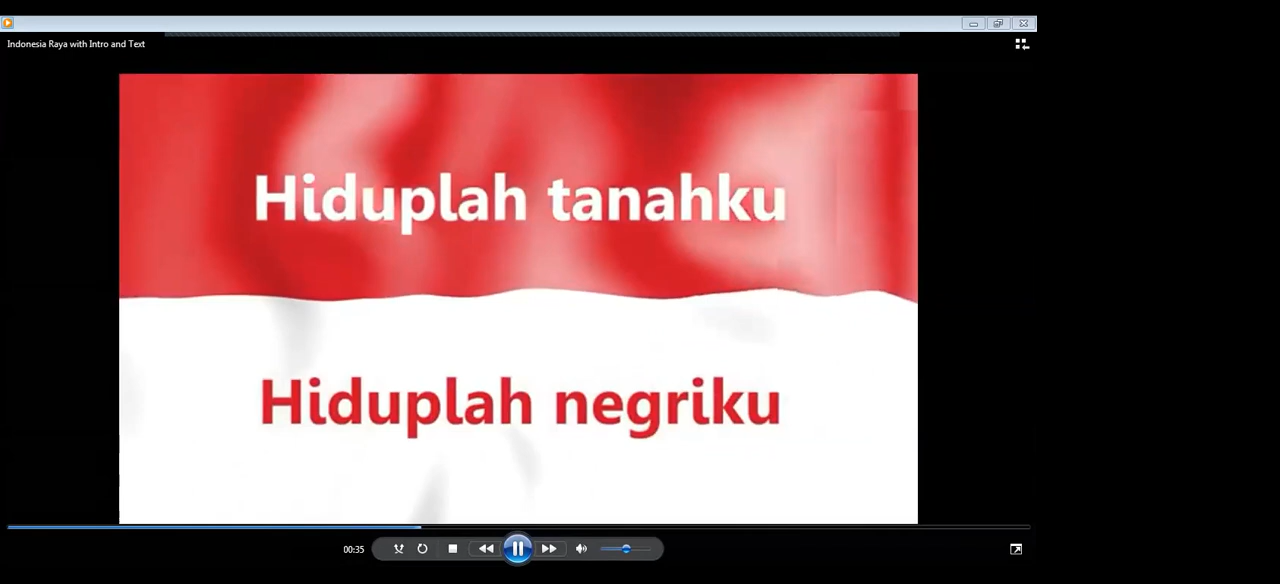 Indonesia Raya with Intro and Text
Hiduplah tanahku
Hiduplah negriku
00:35